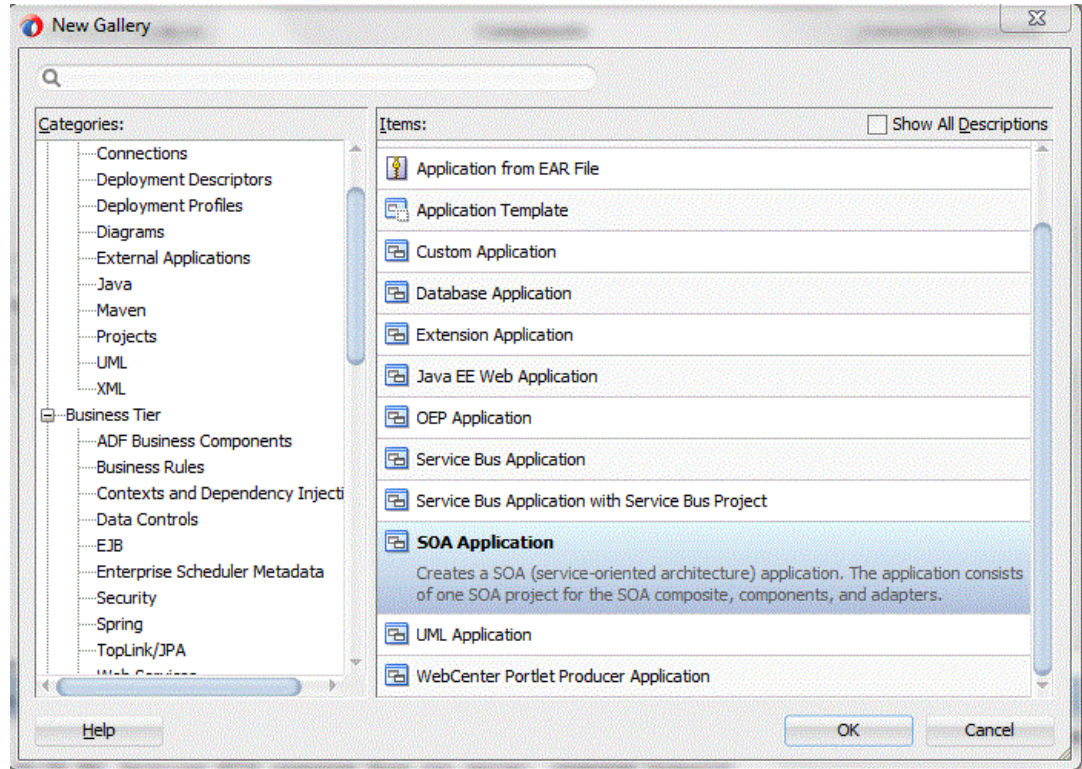 New Gallery
Categories:
Connections
Deployment Descriptors
Deployment Profiles
Diagrams
External Applications
Java
Maven
Projects
UML
XML
Business Tier
ADF Business Components
Business Rules
Contexts and Dependency Injecti
Data Controls
EJB
Enterprise Scheduler Metadata
Security
Spring
TopLink/JPA
Items:
Show All Descriptions
Application from EAR File
Application Template
Custom Application
Database Application
Extension Application
Java EE Web Application
OEP Application
Service Bus Application
Service Bus Application with Service Bus Project
SOA Application
Creates a SOA (service-oriented architecture) application. The application consists
of one SOA project for the SOA composite, components, and adapters.
UML Application
WebCenter Portlet Producer Application
Help
OK
Cancel